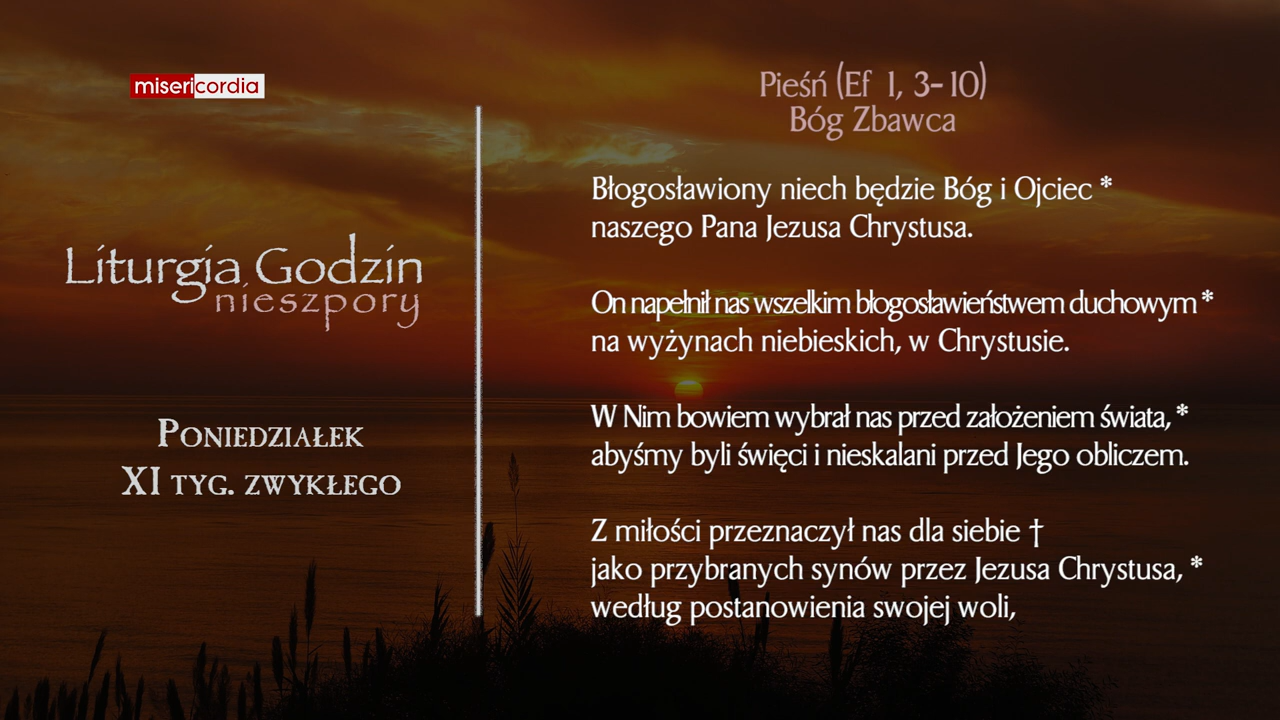 misericordia
Liturgia Godzin
nieszpory
Poniedziałek
XI tyg. zwykłego
Pieśń (Ef 1, 3-10)
Bóg Zbawca
Błogosławiony niech będzie Bóg i Ojciec *
naszego Pana Jezusa Chrystusa.
On napełnił nas wszelkim błogosławieństwem duchowym *
na wyżynach niebieskich, w Chrystusie.
W Nim bowiem wybrał nas przed założeniem świata, *
abyśmy byli święci i nieskalani przed Jego obliczem.
Z miłości przeznaczył nas dla siebie †
jako przybranych synów przez Jezusa Chrystusa, *
według postanowienia swojej woli,